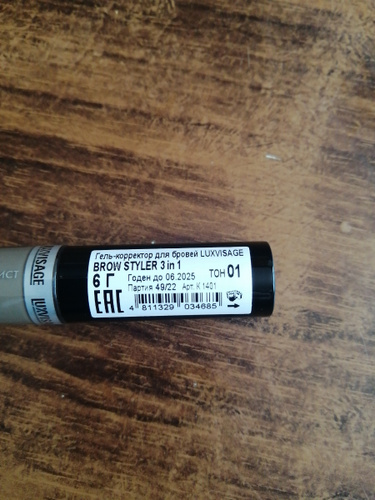 Гель-корректор для бровей LUXVISAGE
BROW STYLER 3 in 1
6 Г
Годен до 06.2025
ТОН 01
Партия 49/22 Арт. К 1401
EAC
4 811329 034685
LUXVISAGE